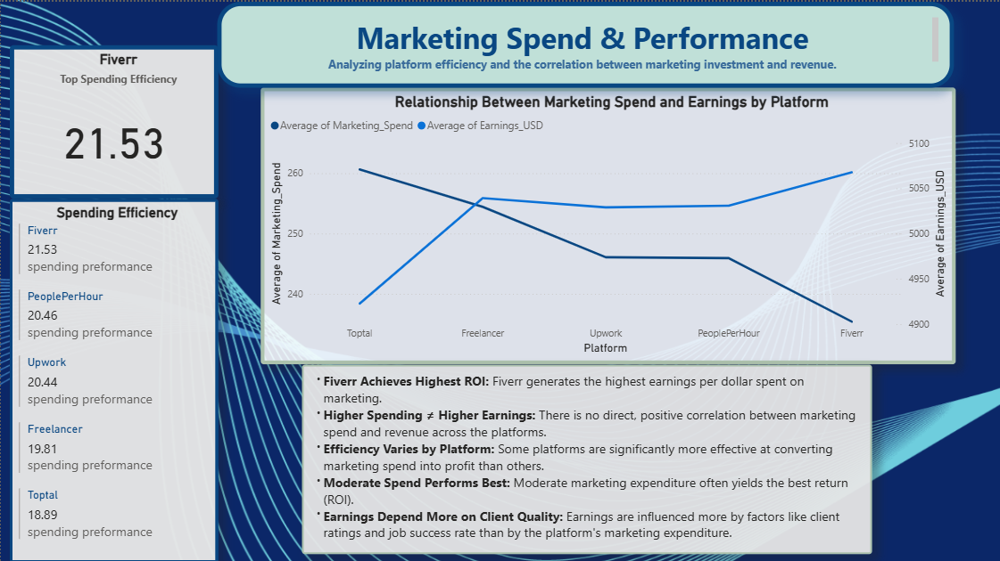 Marketing Spend & Performance
Analyzing platform efficiency and the correlation between marketing investment and revenue.
Fiverr
Top Spending Efficiency
21.53
Spending Efficiency
Fiverr
21.53
spending preformance
PeoplePerHour
20.46
spending preformance
Upwork
20.44
spending preformance
Freelancer
19.81
spending preformance
Toptal
18.89
spending preformance
Relationship Between Marketing Spend and Earnings by Platform
Average of Marketing_Spend Average of Earnings_USD
Average of Marketing_Spend
260
250
240
5100
5050
5000
4950
4900
Average of Earnings_USD
Toptal Freelancer Upwork PeoplePerHour Fiverr
Platform
• Fiverr Achieves Highest ROI: Fiverr generates the highest earnings per dollar spent on
marketing.
• Higher Spending ≠ Higher Earnings: There is no direct, positive correlation between marketing
spend and revenue across the platforms.
• Efficiency Varies by Platform: Some platforms are significantly more effective at converting
marketing spend into profit than others.
• Moderate Spend Performs Best: Moderate marketing expenditure often yields the best return
(ROI).
• Earnings Depend More on Client Quality: Earnings are influenced more by factors like client
ratings and job success rate than by the platform's marketing expenditure.